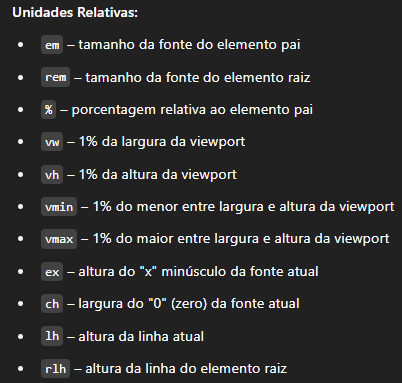 Unidades Relativas:
• em – tamanho da fonte do elemento pai
• rem – tamanho da fonte do elemento raiz
• % – porcentagem relativa ao elemento pai
• vw – 1% da largura da viewport
• vh – 1% da altura da viewport
• vmin – 1% do menor entre largura e altura da viewport
• vmax – 1% do maior entre largura e altura da viewport
• ex – altura do "x" minúsculo da fonte atual
• ch – largura do "0" (zero) da fonte atual
• lh – altura da linha atual
• rlh – altura da linha do elemento raiz